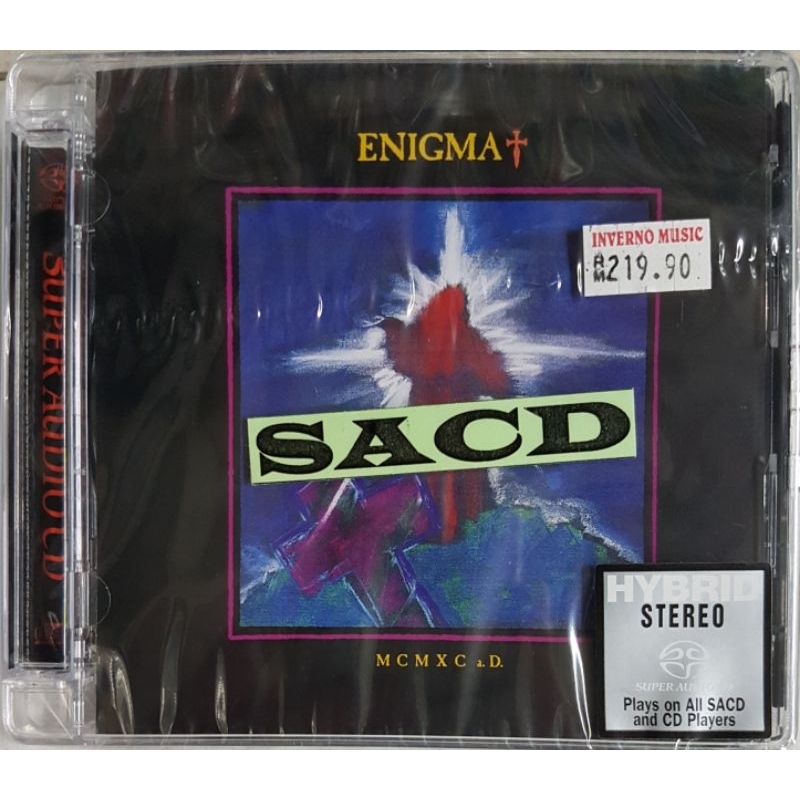 ENIGMA†
INVERNO MUSIC
RM219.90
SACD
MCMXC a.D.
SUPER AUDIO CD
HYBRID
STEREO
SUPER AUDIO CD
Plays on All SACD
and CD Players